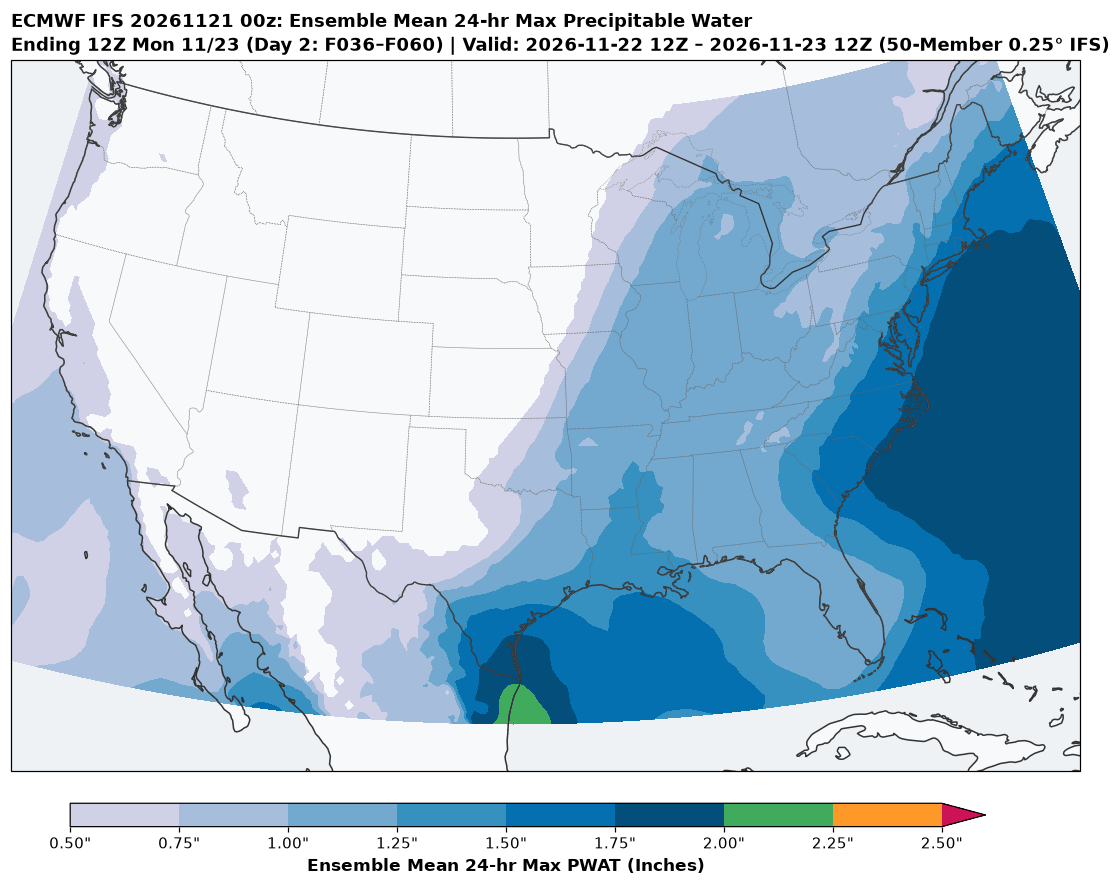 ECMWF IFS 20261121 00z: Ensemble Mean 24-hr Max Precipitable Water
Ending 12Z Mon 11/23 (Day 2: F036–F060) | Valid: 2026-11-22 12Z – 2026-11-23 12Z (50-Member 0.25° IFS)
0.50" 0.75" 1.00" 1.25" 1.50" 1.75" 2.00" 2.25" 2.50"
Ensemble Mean 24-hr Max PWAT (Inches)